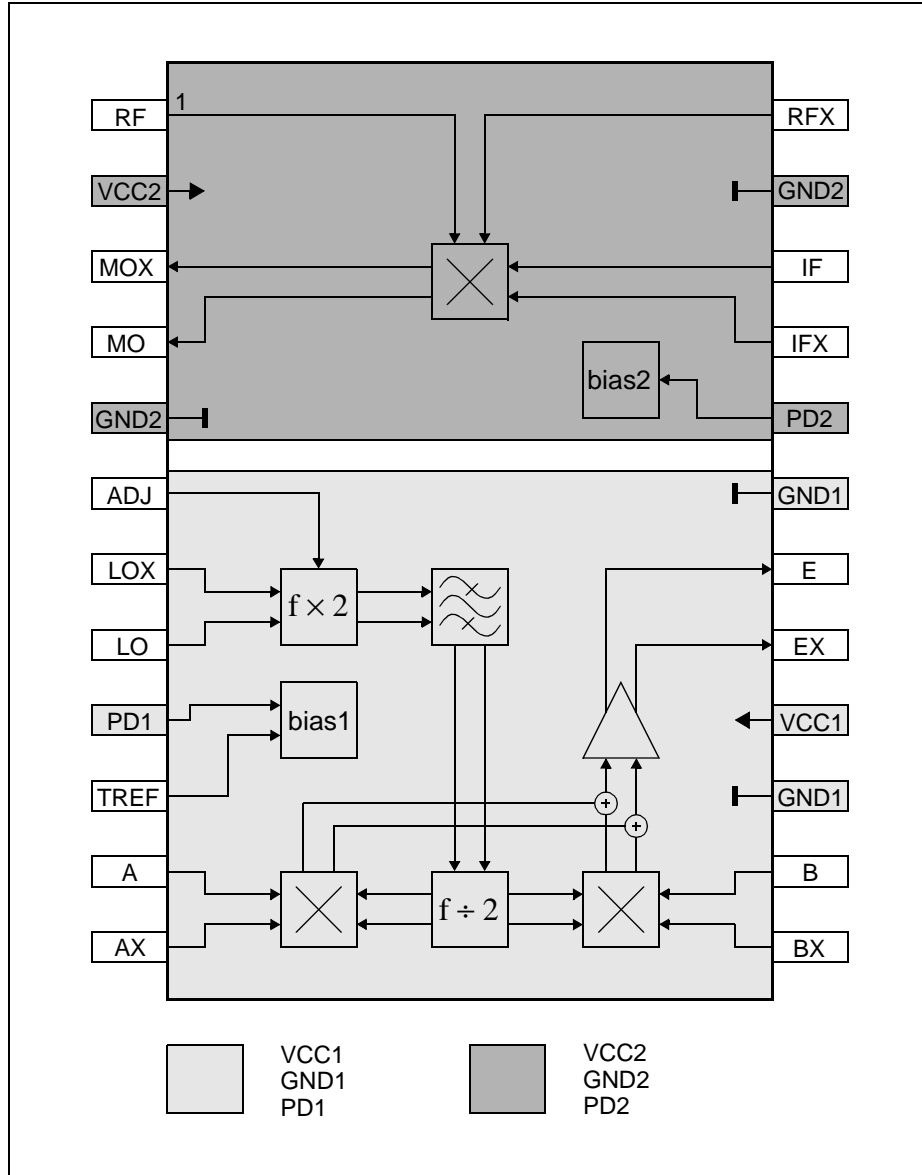 RF
1
RFX
VCC2
GND2
MOX
IF
MO
IFX
bias2
GND2
PD2
ADJ
GND1
LOX
E
f × 2
LO
EX
PD1
bias1
VCC1
TREF
GND1
+
+
A
B
f ÷ 2
AX
BX
VCC1
GND1
PD1
VCC2
GND2
PD2